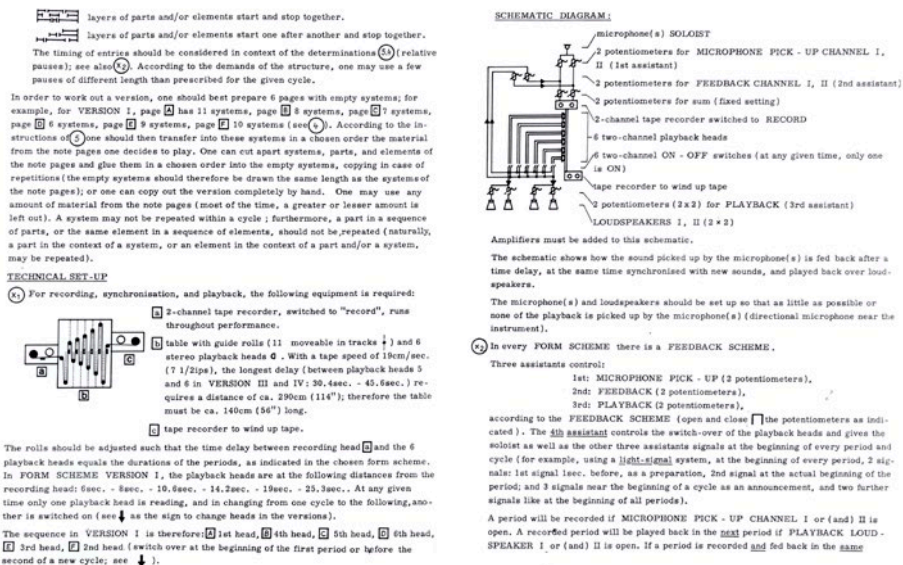 layers of parts and/or elements start and stop together.
layers of parts and/or elements start one after another and stop together.
The timing of entries should be considered in context of the determinations 5.4 (relative
pauses); see also x2. According to the demands of the structure, one may use a few
pauses of different length than prescribed for the given cycle.
In order to work out a version, one should best prepare 6 pages with empty systems; for
example, for VERSION I, page A has 11 systems, page B 8 systems, page C 7 systems,
page D 6 systems, page E 9 systems, page F 10 systems (see 4). According to the in-
structions of 5 one should then transfer into these systems in a chosen order the material
from the note pages one decides to play. One can cut apart systems, parts, and elements of
the note pages and glue them in a chosen order into the empty systems, copying in case of
repetitions (the empty systems should therefore be drawn the same length as the systems of
the note pages); or one can copy out the version completely by hand. One may use any
amount of material from the note pages (most of the time, a greater or lesser amount is
left out). A system may not be repeated within a cycle; furthermore, a part in a sequence
of parts, or the same element in a sequence of elements, should not be repeated (naturally,
a part in the context of a system, or an element in the context of a part and/or a system,
may be repeated).
TECHNICAL SET-UP
x1 For recording, synchronisation, and playback, the following equipment is required:
a 2-channel tape recorder, switched to "record", runs
throughout performance.
b table with guide rolls (11 moveable in tracks) and 6
stereo playback heads. With a tape speed of 19cm/sec.
(7 1/2ips), the longest delay (between playback heads 5
and 6 in VERSION III and IV: 30.4sec. - 45.6sec.) re-
quires a distance of ca. 290cm (114"); therefore the table
must be ca. 140cm (56") long.
c tape recorder to wind up tape.
a
b
c
The rolls should be adjusted such that the time delay between recording head a and the 6
playback heads equals the durations of the periods, as indicated in the chosen form scheme.
In FORM SCHEME VERSION I, the playback heads are at the following distances from the
recording head: 6sec. - 8sec. - 10.6sec. - 14.2sec. - 19sec. - 25.3sec.. At any given
time only one playback head is reading, and in changing from one cycle to the following, ano-
ther is switched on (see ↓ as the sign to change heads in the versions).
The sequence in VERSION I is therefore: A 1st head, B 4th head, C 5th head, D 6th head,
E 3rd head, F 2nd head (switch over at the beginning of the first period or before the
second of a new cycle; see ↓ ).
SCHEMATIC DIAGRAM:
microphone(s) SOLOIST
2 potentiometers for MICROPHONE PICK - UP CHANNEL I,
II (1st assistant)
2 potentiometers for FEEDBACK CHANNEL I, II (2nd assistant)
2 potentiometers for sum (fixed setting)
2-channel tape recorder switched to RECORD
6 two-channel playback heads
6 two-channel ON - OFF switches (at any given time, only one
is ON)
tape recorder to wind up tape
2 potentiometers (2 x 2) for PLAYBACK (3rd assistant)
LOUDSPEAKERS I, II (2 × 2)
Amplifiers must be added to this schematic.
The schematic shows how the sound picked up by the microphone(s) is fed back after a
time delay, at the same time synchronised with new sounds, and played back over loud-
speakers.
The microphone(s) and loudspeakers should be set up so that as little as possible or
none of the playback is picked up by the microphone(s) (directional microphone near the
instrument).
x2 In every FORM SCHEME there is a FEEDBACK SCHEME.
Three assistants control:
1st: MICROPHONE PICK - UP (2 potentiometers),
2nd: FEEDBACK (2 potentiometers),
3rd: PLAYBACK (2 potentiometers),
according to the FEEDBACK SCHEME (open and close the potentiometers as indi-
cated). The 4th assistant controls the switch-over of the playback heads and gives the
soloist as well as the other three assistants signals at the beginning of every period and
cycle (for example, using a light-signal system, at the beginning of every period, 2 sig-
nals: 1st signal 1sec. before, as a preparation, 2nd signal at the actual beginning of the
period; and 3 signals near the beginning of a cycle as an announcement, and two further
signals like at the beginning of all periods).
A period will be recorded if MICROPHONE PICK - UP CHANNEL I or (and) II is
open. A recorded period will be played back in the next period if PLAYBACK LOUD -
SPEAKER I or (and) II is open. If a period is recorded and fed back in the same